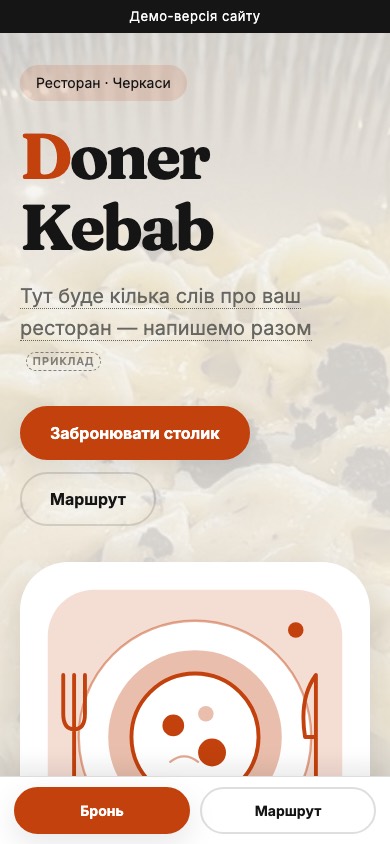 Демо-версія сайту
Ресторан · Черкаси
Doner
Kebab
Тут буде кілька слів про ваш
ресторан — напишемо разом
ПРИКЛАД
Забронювати столик
Маршрут
Бронь
Маршрут